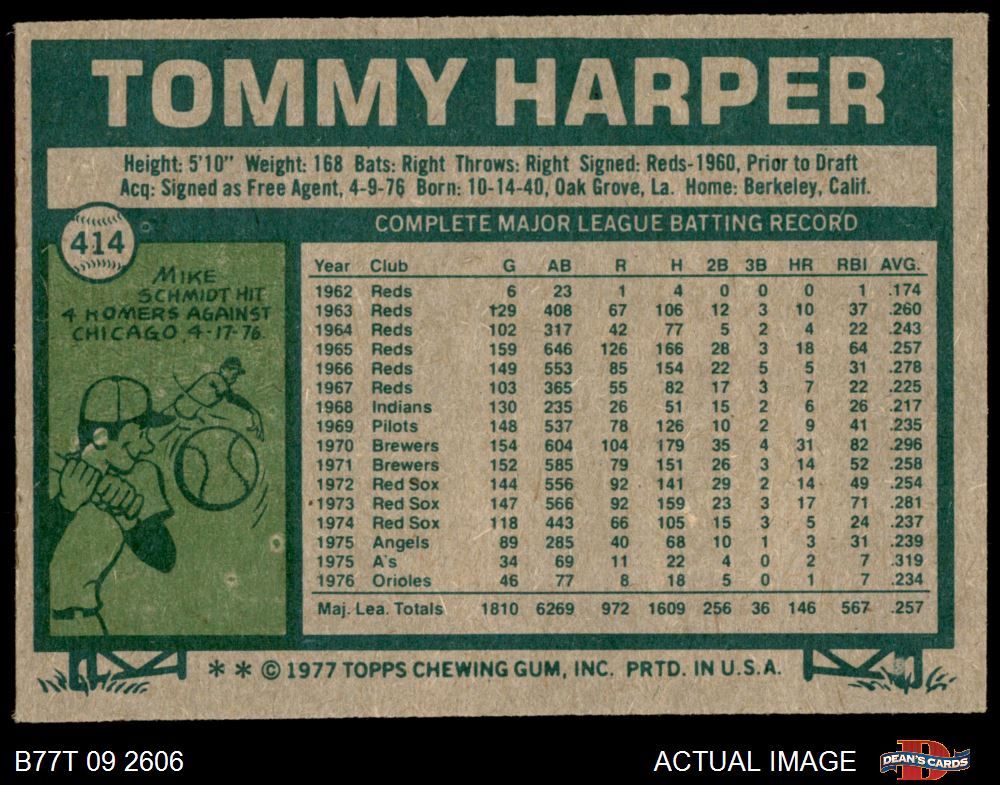 TOMMY HARPER
Height: 5'10" Weight: 168 Bats: Right Throws: Right Signed: Reds-1960, Prior to Draft
Acq: Signed as Free Agent, 4-9-76 Born: 10-14-40, Oak Grove, La. Home: Berkeley, Calif.
414
MIKE
SCHMIDT HIT
4 HOMERS AGAINST
CHICAGO, 4-17-76.
COMPLETE MAJOR LEAGUE BATTING RECORD
Year Club G AB R H 2B 3B HR RBI AVG.
1962 Reds 6 23 1 4 0 0 0 1 .174
1963 Reds 129 408 67 106 12 3 10 37 .260
1964 Reds 102 317 42 77 5 2 4 22 .243
1965 Reds 159 646 126 166 28 3 18 64 .257
1966 Reds 149 553 85 154 22 5 5 31 .278
1967 Reds 103 365 55 82 17 3 7 22 .225
1968 Indians 130 235 26 51 15 2 6 26 .217
1969 Pilots 148 537 78 126 10 2 9 41 .235
1970 Brewers 154 604 104 179 35 4 31 82 .296
1971 Brewers 152 585 79 151 26 3 14 52 .258
1972 Red Sox 144 556 92 141 29 2 14 49 .254
1973 Red Sox 147 566 92 159 23 3 17 71 .281
1974 Red Sox 118 443 66 105 15 3 5 24 .237
1975 Angels 89 285 40 68 10 1 3 31 .239
1975 A's 34 69 11 22 4 0 2 7 .319
1976 Orioles 46 77 8 18 5 0 1 7 .234
Maj. Lea. Totals 1810 6269 972 1609 256 36 146 567 .257
** © 1977 TOPPS CHEWING GUM, INC. PRTD. IN U.S.A.
B77T 09 2606
ACTUAL IMAGE
D
DEAN'S CARDS